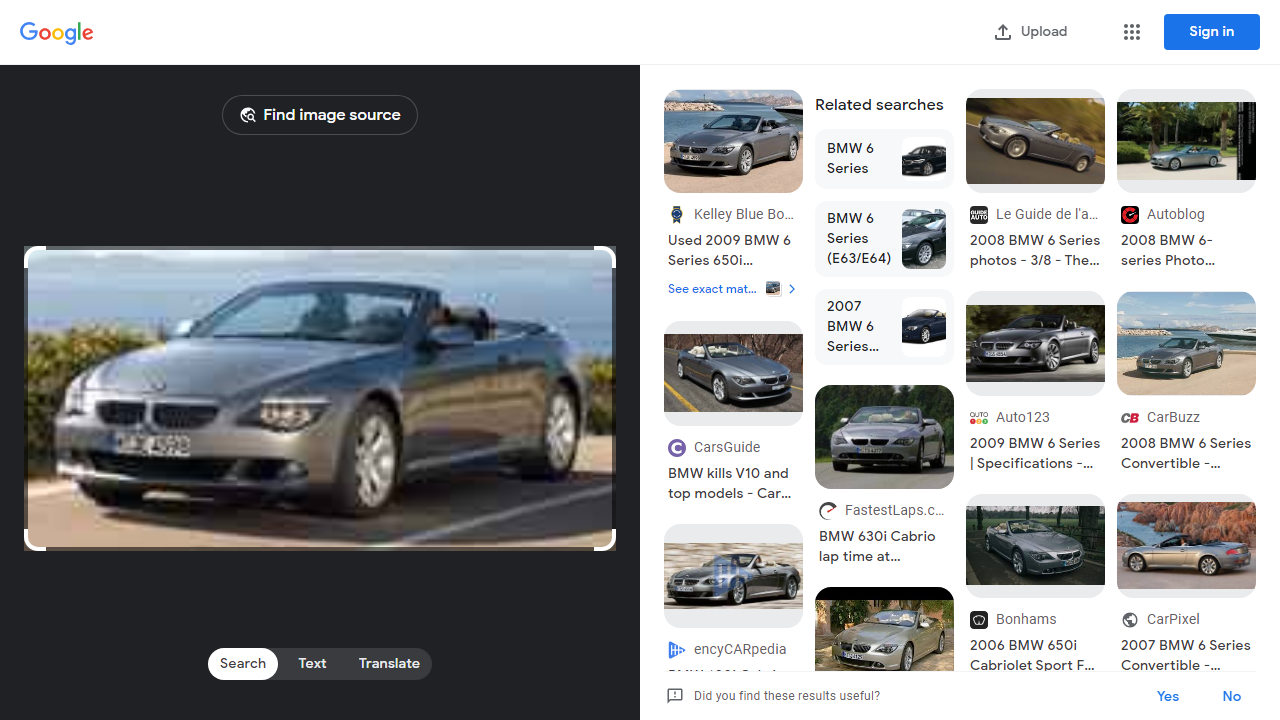 Google
Upload
Sign in
Find image source
Search
Text
Translate
Kelley Blue Bo...
Used 2009 BMW 6
Series 650i...
See exact mat...
CarsGuide
BMW kills V10 and
top models - Car...
encyCARpedia
Related searches
BMW 6
Series
BMW 6
Series
(E63/E64)
2007
BMW 6
Series...
FastestLaps.c...
BMW 630i Cabrio
lap time at...
GUIDE
AUTO
Le Guide de l'a...
2008 BMW 6 Series
photos - 3/8 - The...
Auto123
2009 BMW 6 Series
| Specifications -...
Bonhams
2006 BMW 650i
Cabriolet Sport F...
Autoblog
2008 BMW 6-
series Photo...
CB
CarBuzz
2008 BMW 6 Series
Convertible -...
CarPixel
2007 BMW 6 Series
Convertible -...
Did you find these results useful?
Yes
No